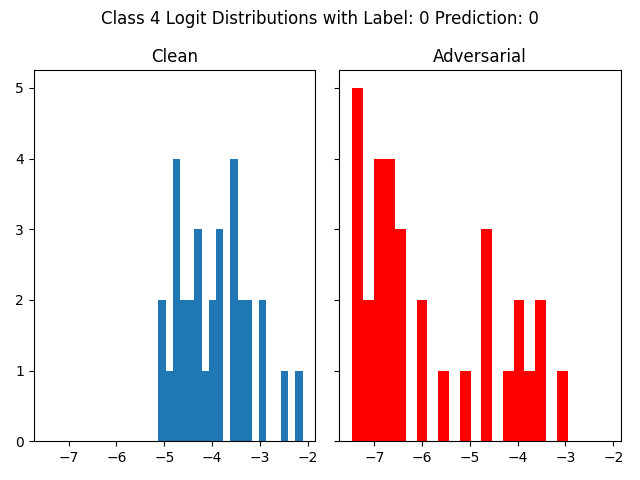 Class 4 Logit Distributions with Label: 0 Prediction: 0
Clean
Adversarial
5
4
3
2
1
0
−7 −6 −5 −4 −3 −2
−7 −6 −5 −4 −3 −2